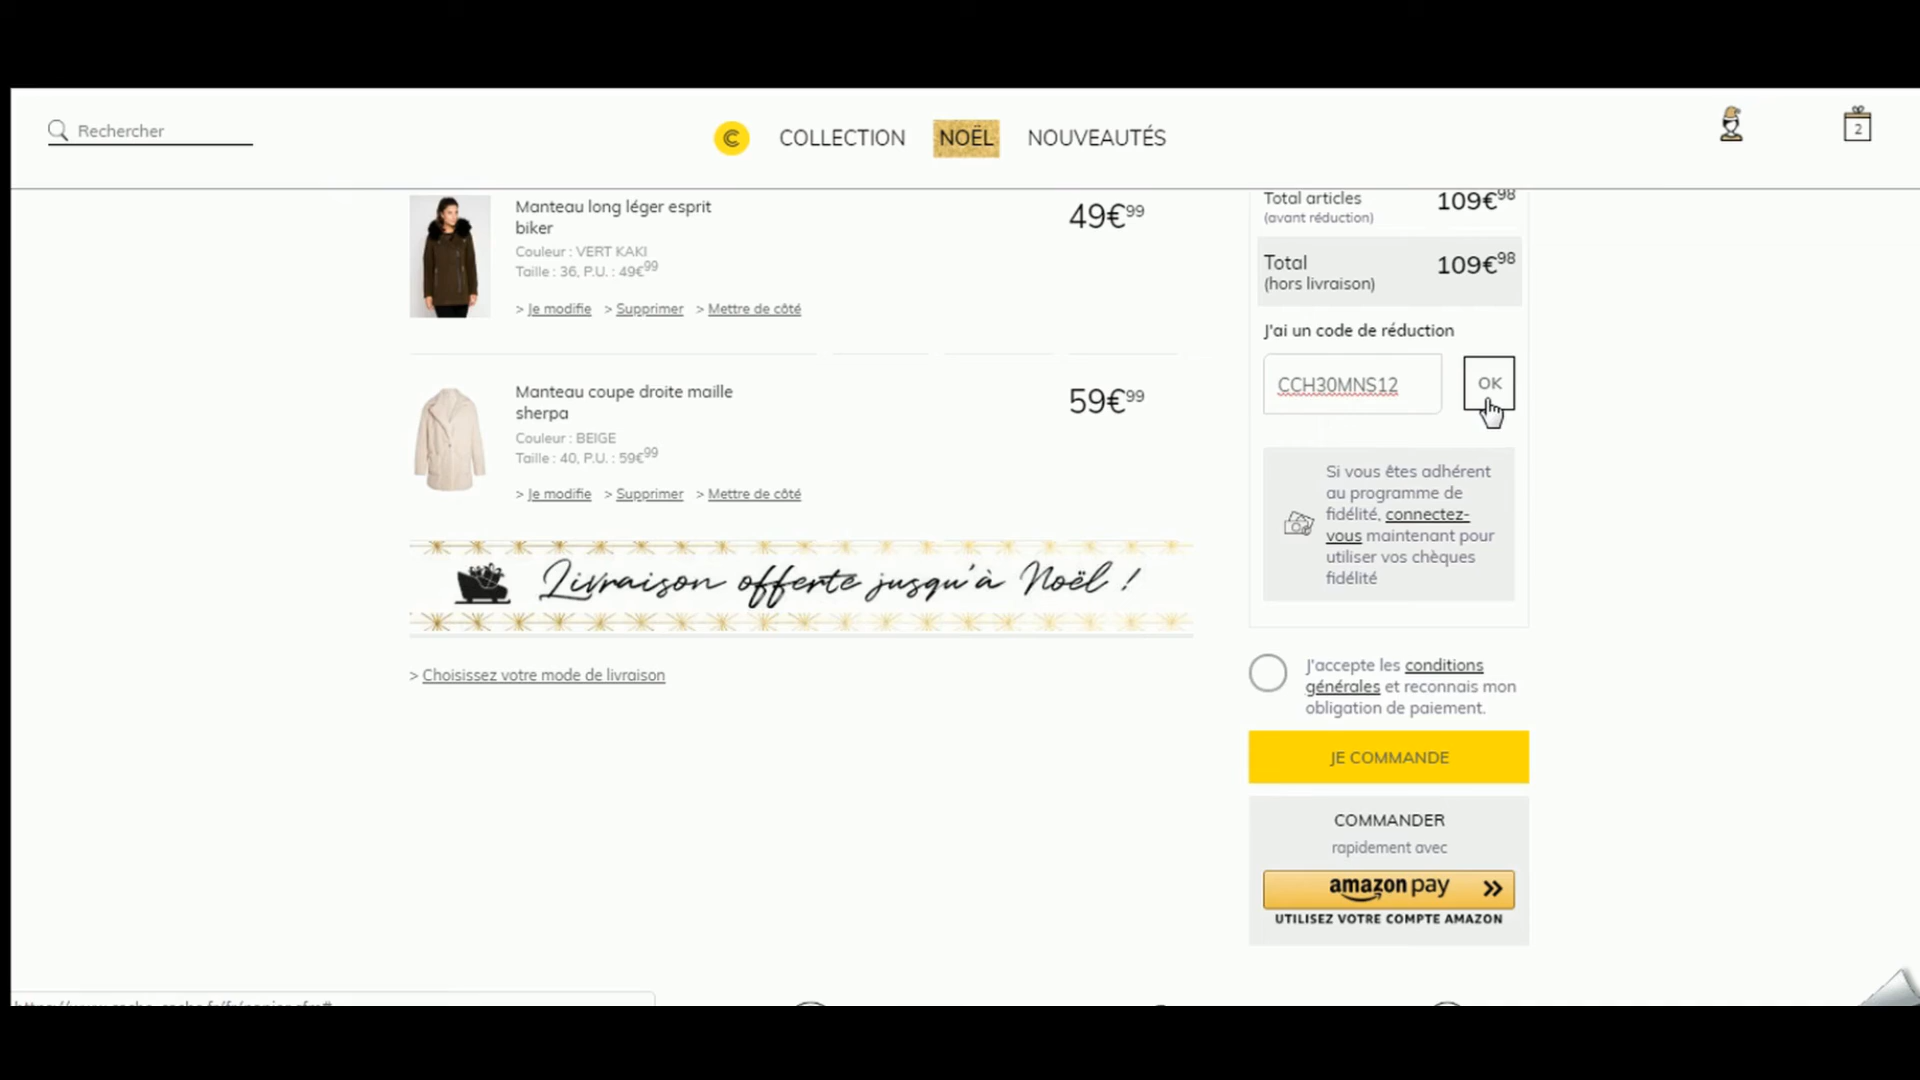 Rechercher
C COLLECTION NOËL NOUVEAUTÉS
2
Manteau long léger esprit
biker
Couleur : VERT KAKI
Taille : 36, P.U. : 49€99
> Je modifie > Supprimer > Mettre de côté
49€99
Manteau coupe droite maille
sherpa
Couleur : BEIGE
Taille : 40, P.U. : 59€99
> Je modifie > Supprimer > Mettre de côté
59€99
Livraison offerte jusqu'à Noël !
> Choisissez votre mode de livraison
Total articles 109€98
(avant réduction)
Total 109€98
(hors livraison)
J'ai un code de réduction
CCH30MNS12 OK
Si vous êtes adhérent
au programme de
fidélité, connectez-
vous maintenant pour
utiliser vos chèques
fidélité
J'accepte les conditions
générales et reconnais mon
obligation de paiement.
JE COMMANDE
COMMANDER
rapidement avec
amazon pay
UTILISEZ VOTRE COMPTE AMAZON